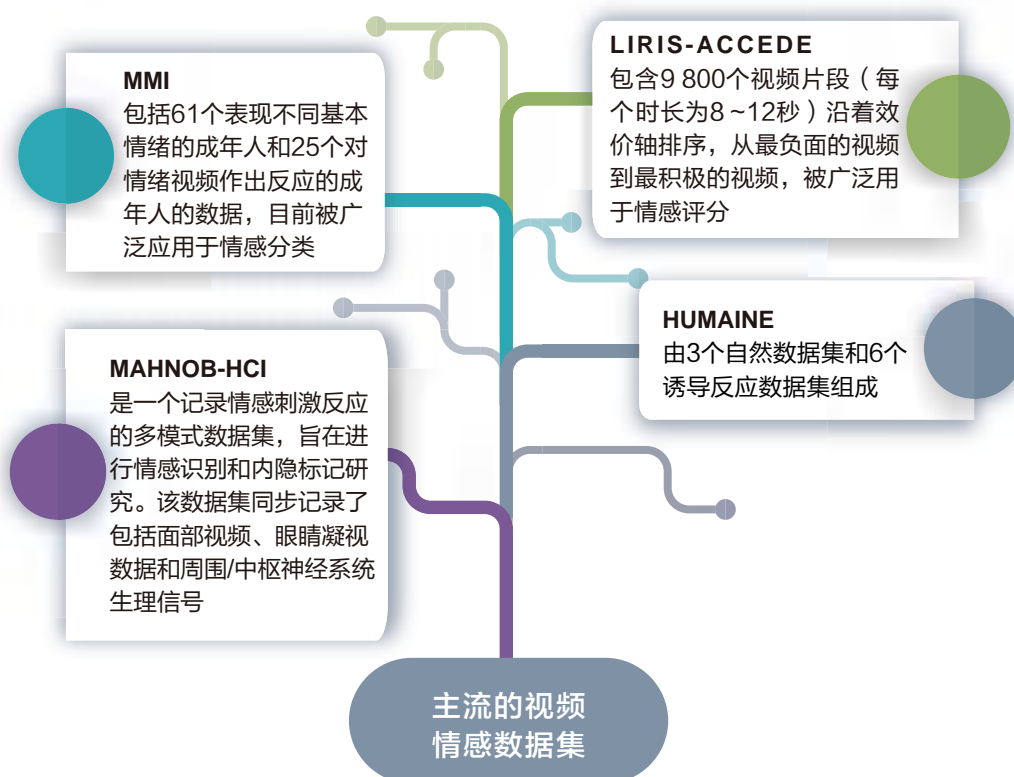 MMI
包括61个表现不同基本
情绪的成年人和25个对
情绪视频作出反应的成
年人的数据，目前被广
泛应用于情感分类
LIRIS-ACCEDE
包含9 800个视频片段（每
个时长为8 ~12秒 ）沿着效
价轴排序，从最负面的视频
到最积极的视频，被广泛用
于情感评分
MAHNOB-HCI
是一个记录情感刺激反应
的多模式数据集，旨在进
行情感识别和内隐标记研
究。该数据集同步记录了
包括面部视频、眼睛凝视
数据和周围/中枢神经系统
生理信号
HUMAINE
由3个自然数据集和6个
诱导反应数据集组成
主流的视频
情感数据集